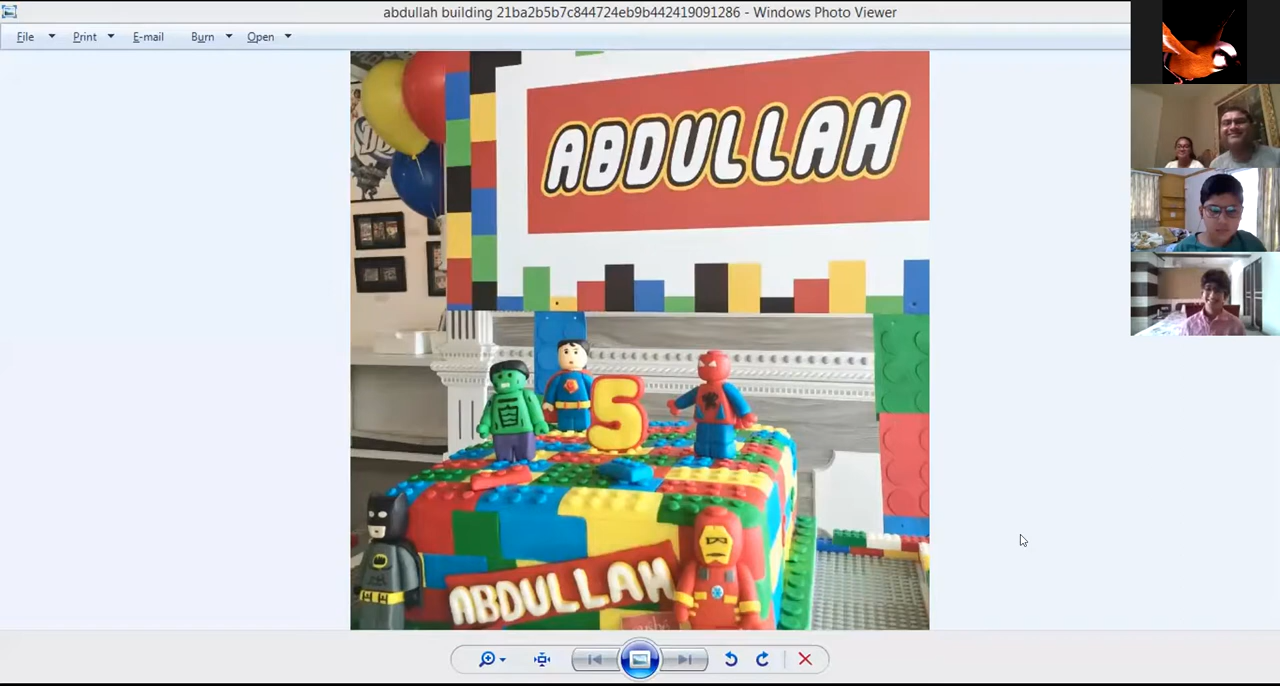 abdullah building 21ba2b5b7c844724eb9b442419091286 - Windows Photo Viewer
File Print E-mail Burn Open
ABDULLAH
5
ABDULLAH